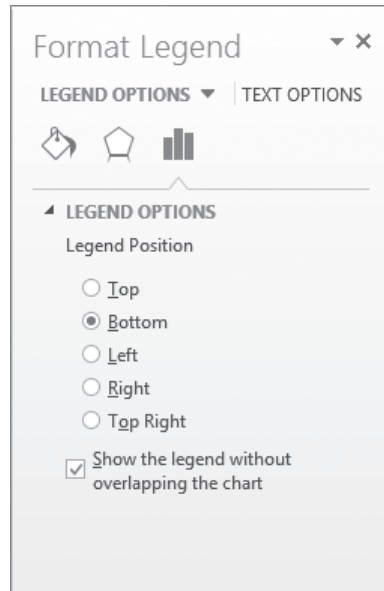 Format Legend
LEGEND OPTIONS TEXT OPTIONS
LEGEND OPTIONS
Legend Position
Top
Bottom
Left
Right
Top Right
Show the legend without
overlapping the chart